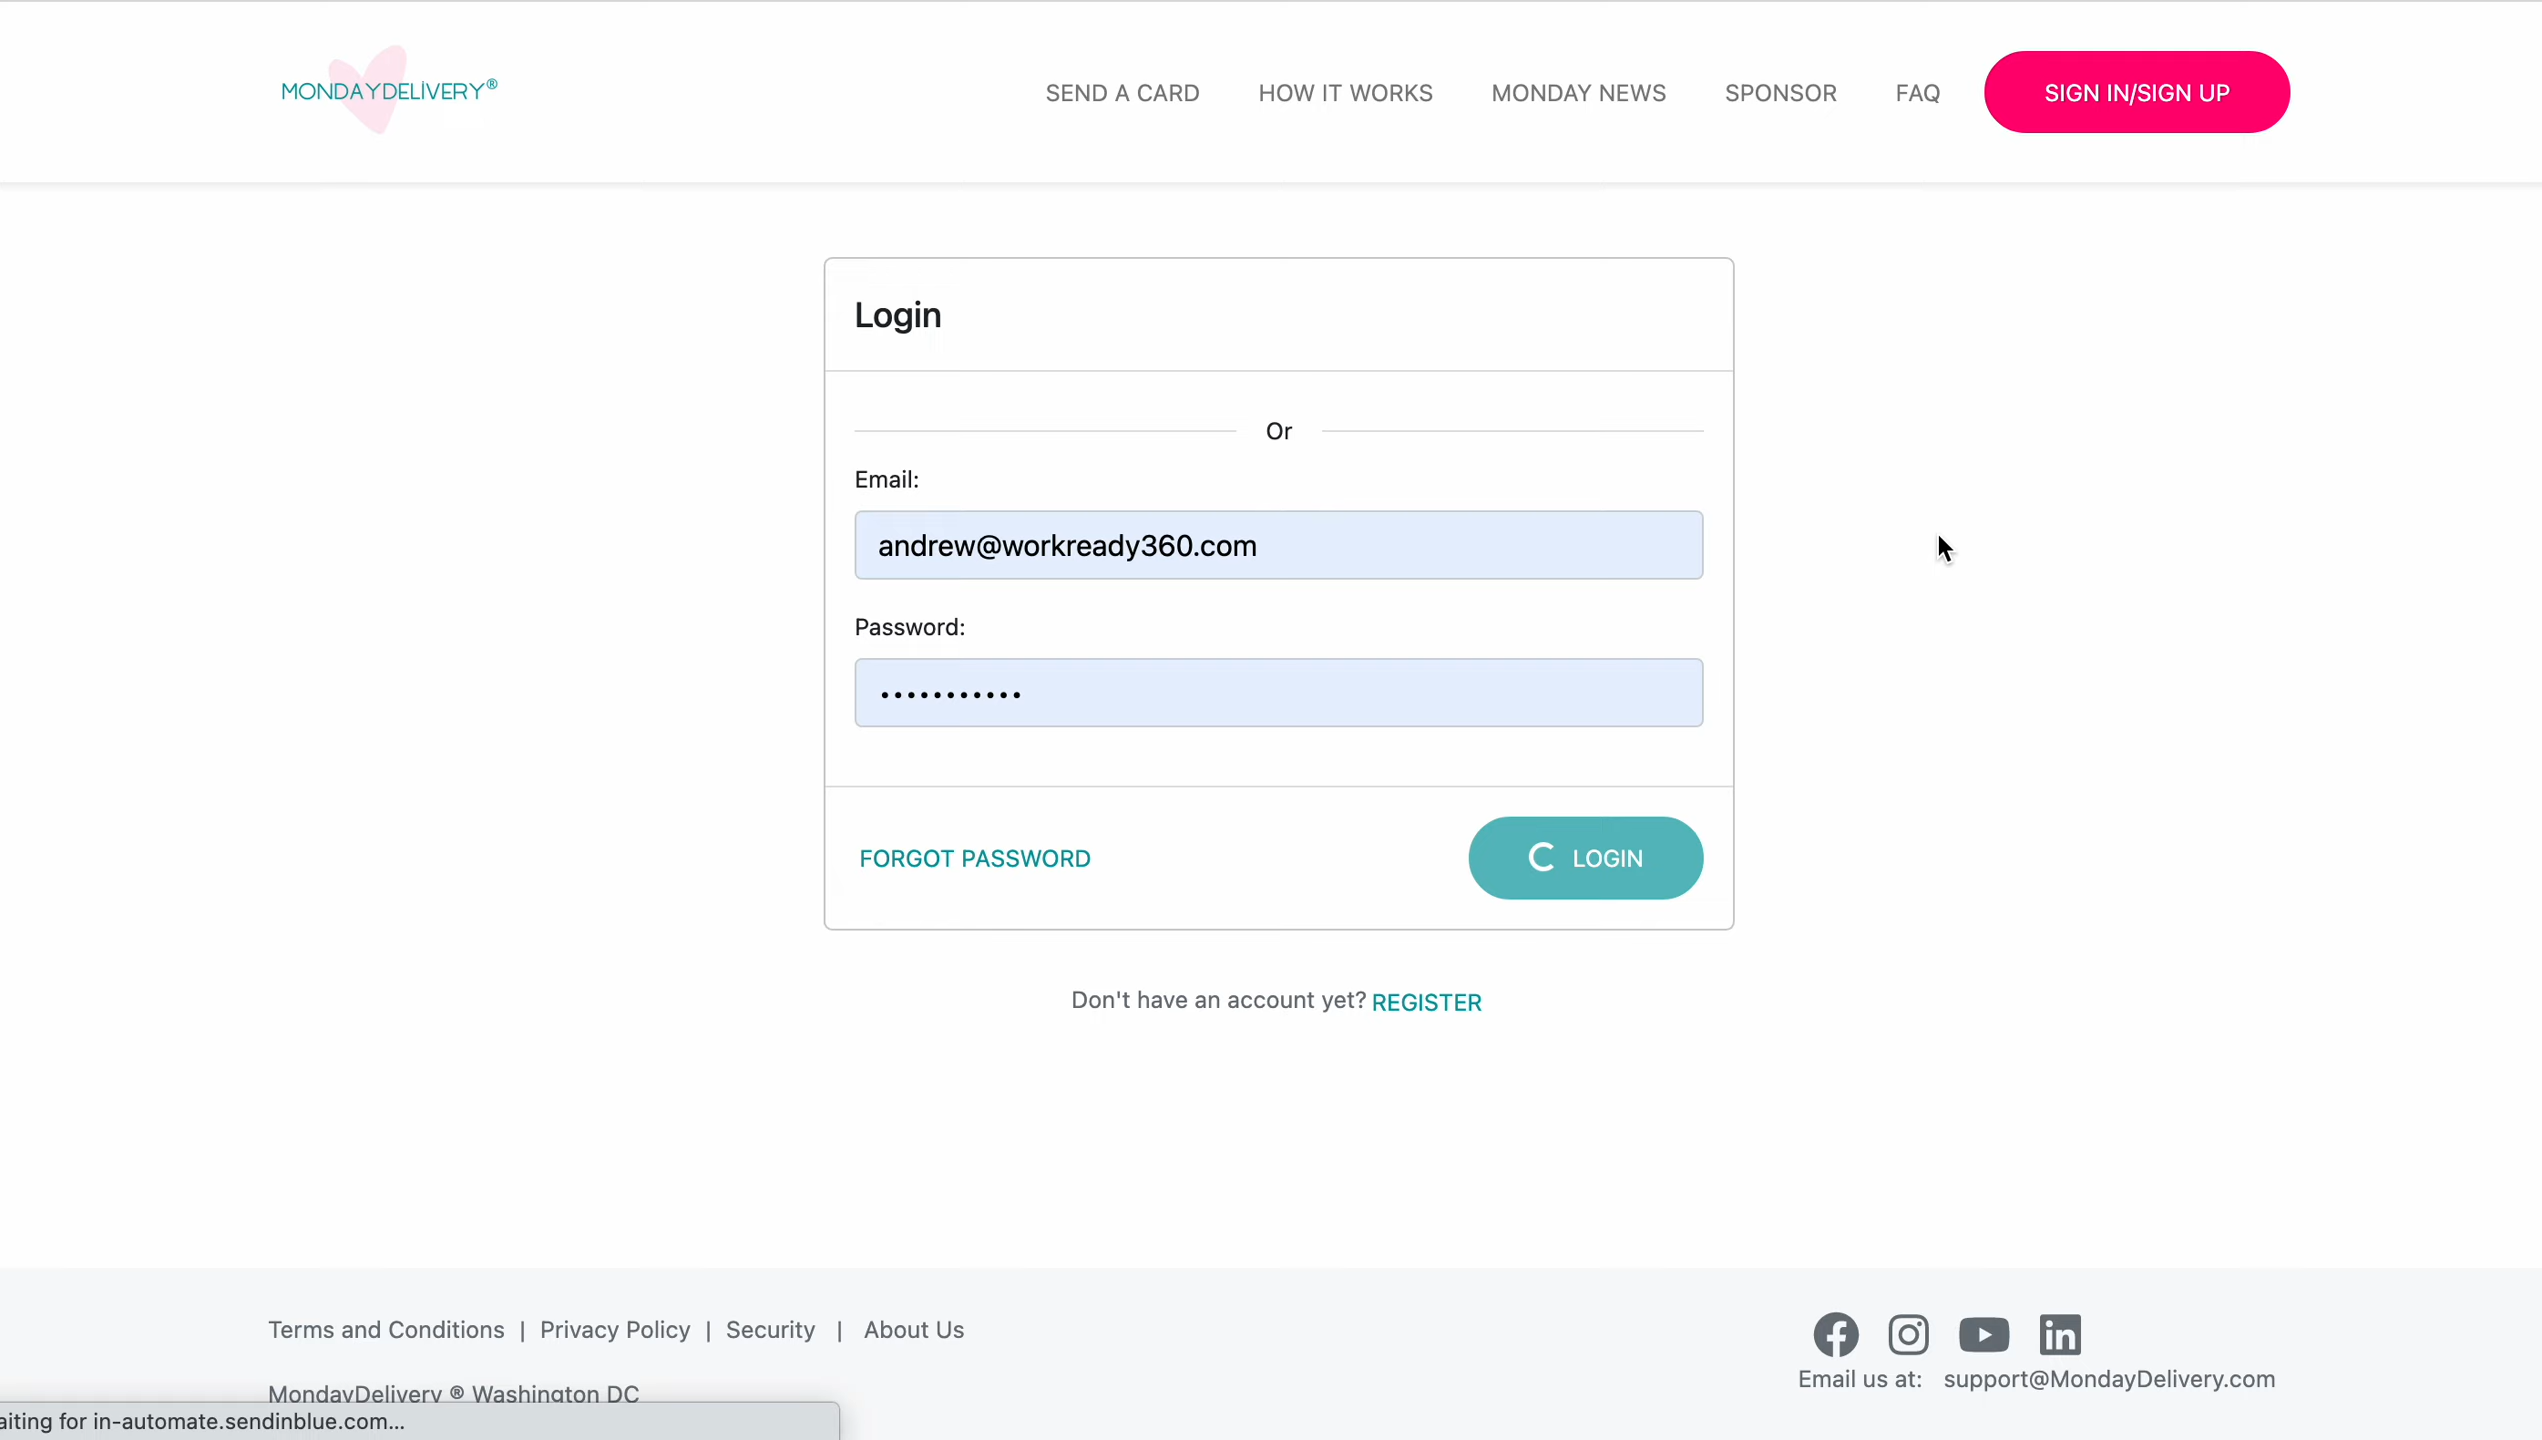 MONDAYDELIVERY®
SEND A CARD HOW IT WORKS MONDAY NEWS SPONSOR FAQ SIGN IN/SIGN UP
Login
Or
Email:
andrew@workready360.com
Password:
•••••••••••
FORGOT PASSWORD LOGIN
Don't have an account yet? REGISTER
Terms and Conditions | Privacy Policy | Security | About Us
Email us at: support@MondayDelivery.com
MondayDelivery ® Washington DC
aiting for in-automate.sendinblue.com...